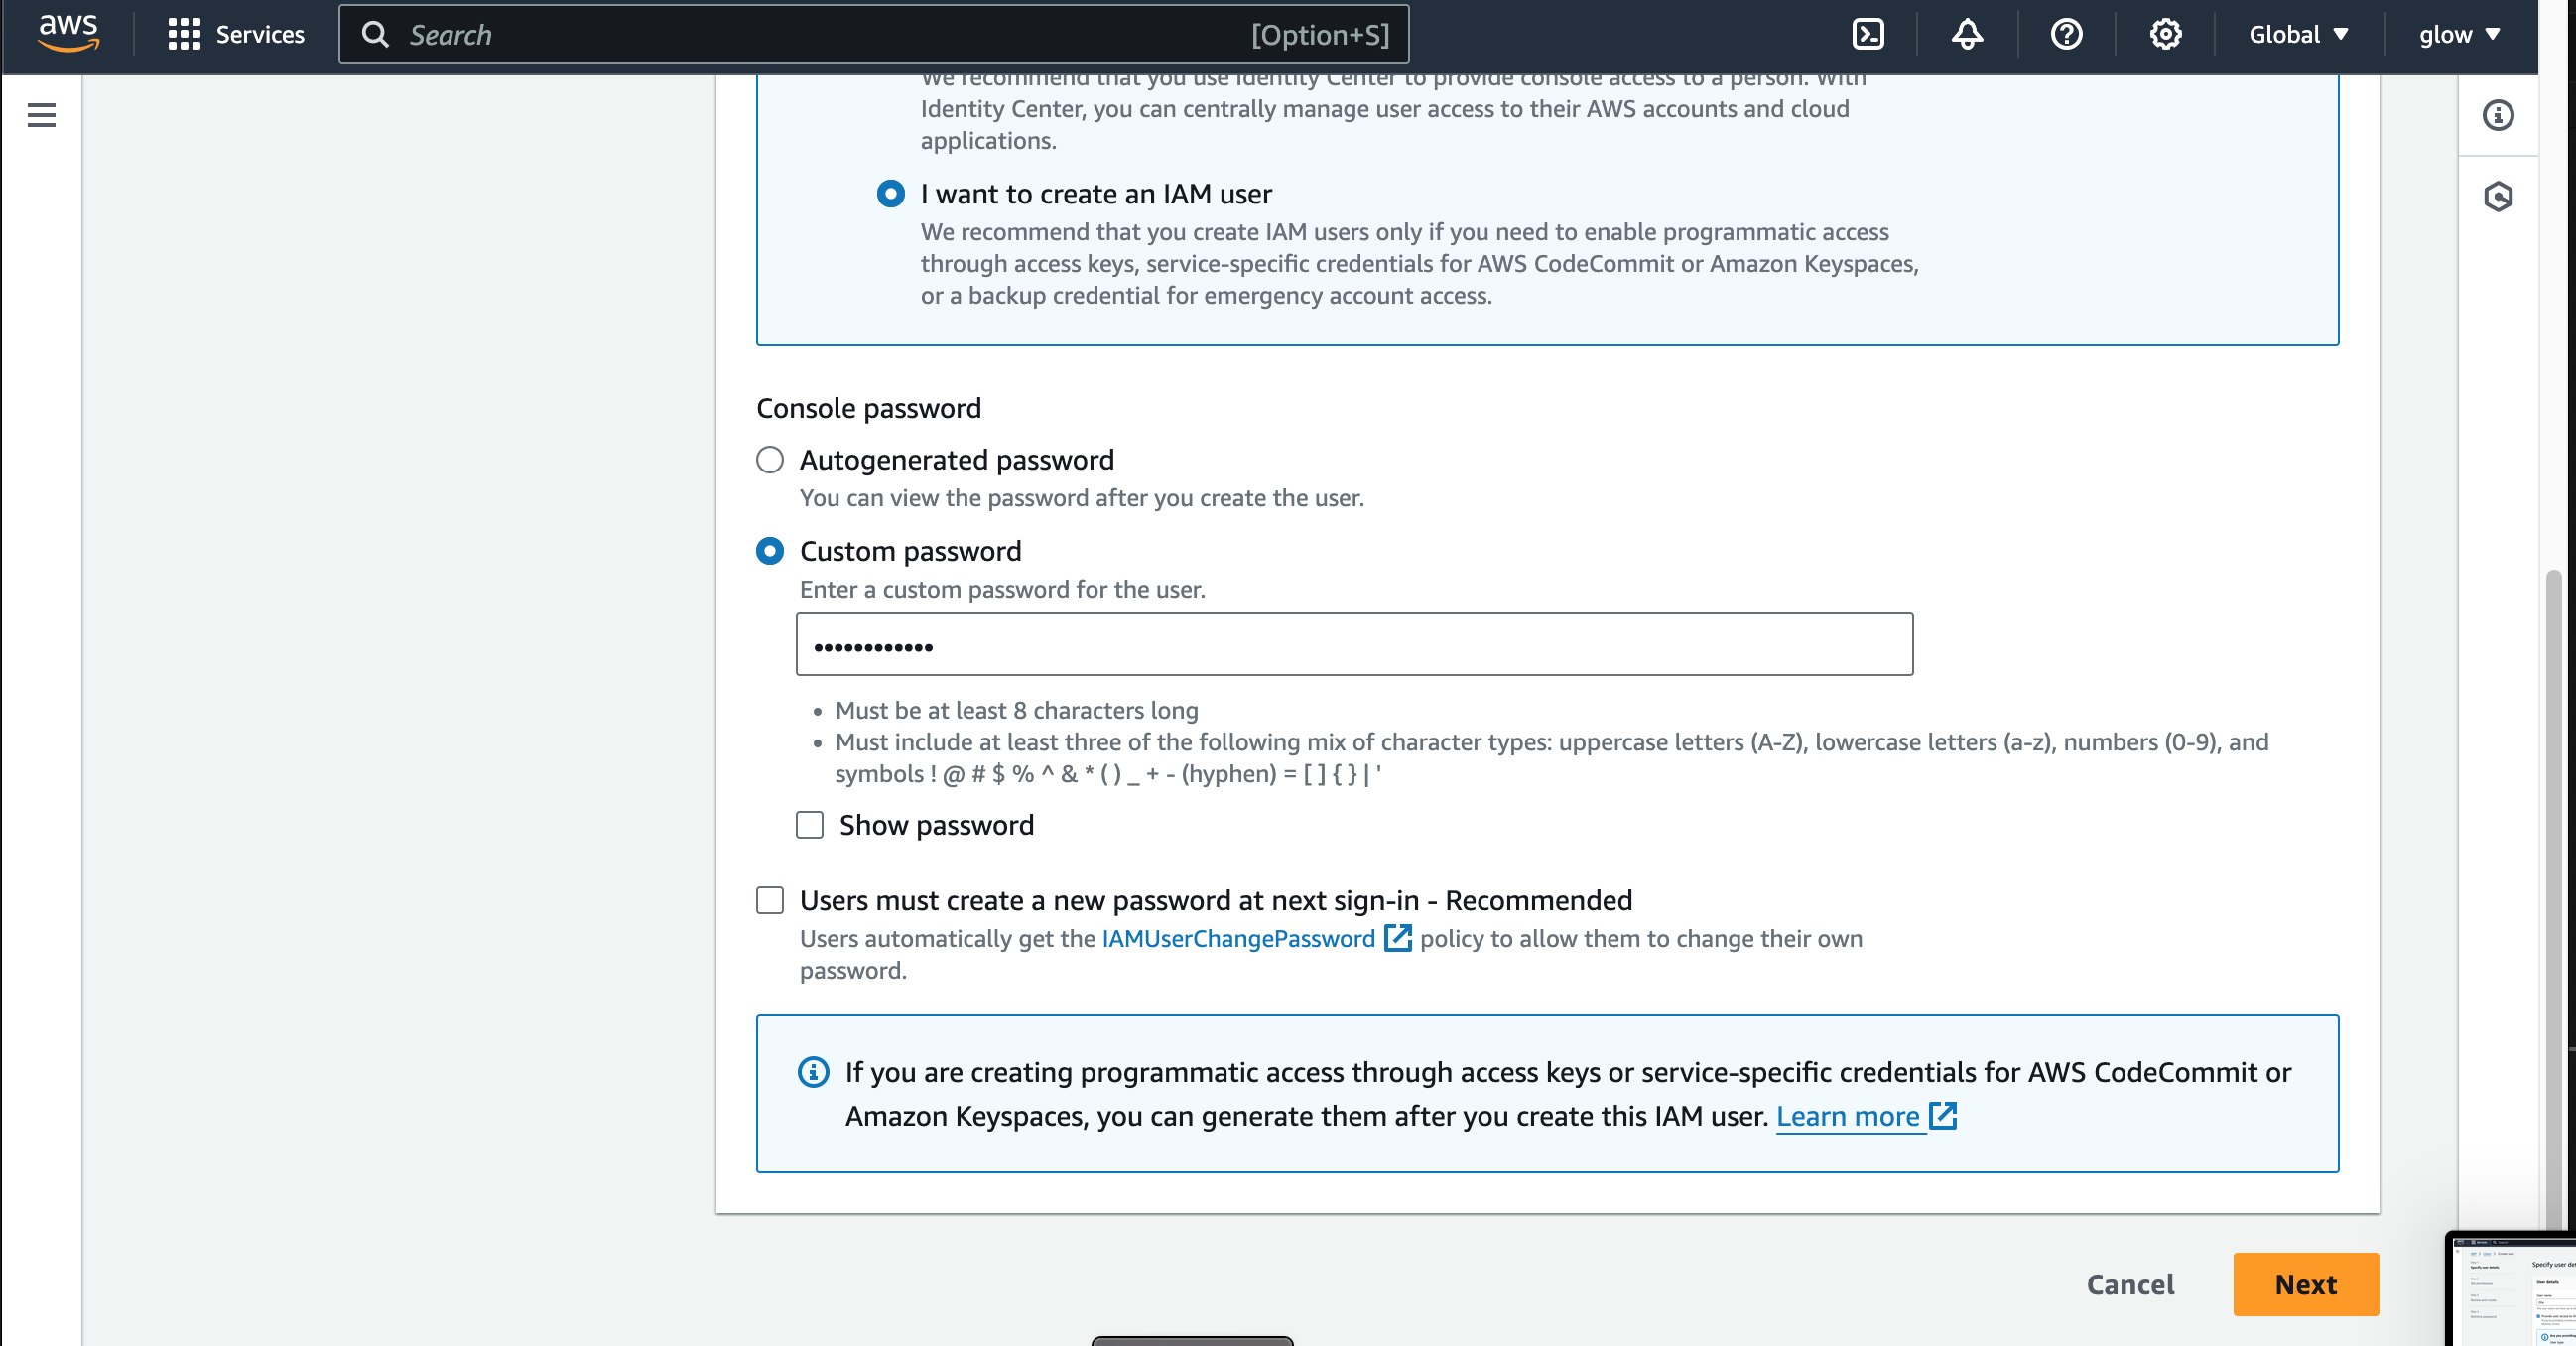 aws
Services
Search
[Option+S]
Global
glow
We recommend that you use Identity Center to provide console access to a person. With
Identity Center, you can centrally manage user access to their AWS accounts and cloud
applications.
I want to create an IAM user
We recommend that you create IAM users only if you need to enable programmatic access
through access keys, service-specific credentials for AWS CodeCommit or Amazon Keyspaces,
or a backup credential for emergency account access.
Console password
Autogenerated password
You can view the password after you create the user.
Custom password
Enter a custom password for the user.
••••••••••••
• Must be at least 8 characters long
• Must include at least three of the following mix of character types: uppercase letters (A-Z), lowercase letters (a-z), numbers (0-9), and
symbols ! @ # $ % ^ & * ( ) _ + - (hyphen) = [ ] { } | '
Show password
Users must create a new password at next sign-in - Recommended
Users automatically get the IAMUserChangePassword policy to allow them to change their own
password.
If you are creating programmatic access through access keys or service-specific credentials for AWS CodeCommit or
Amazon Keyspaces, you can generate them after you create this IAM user. Learn more
Cancel
Next